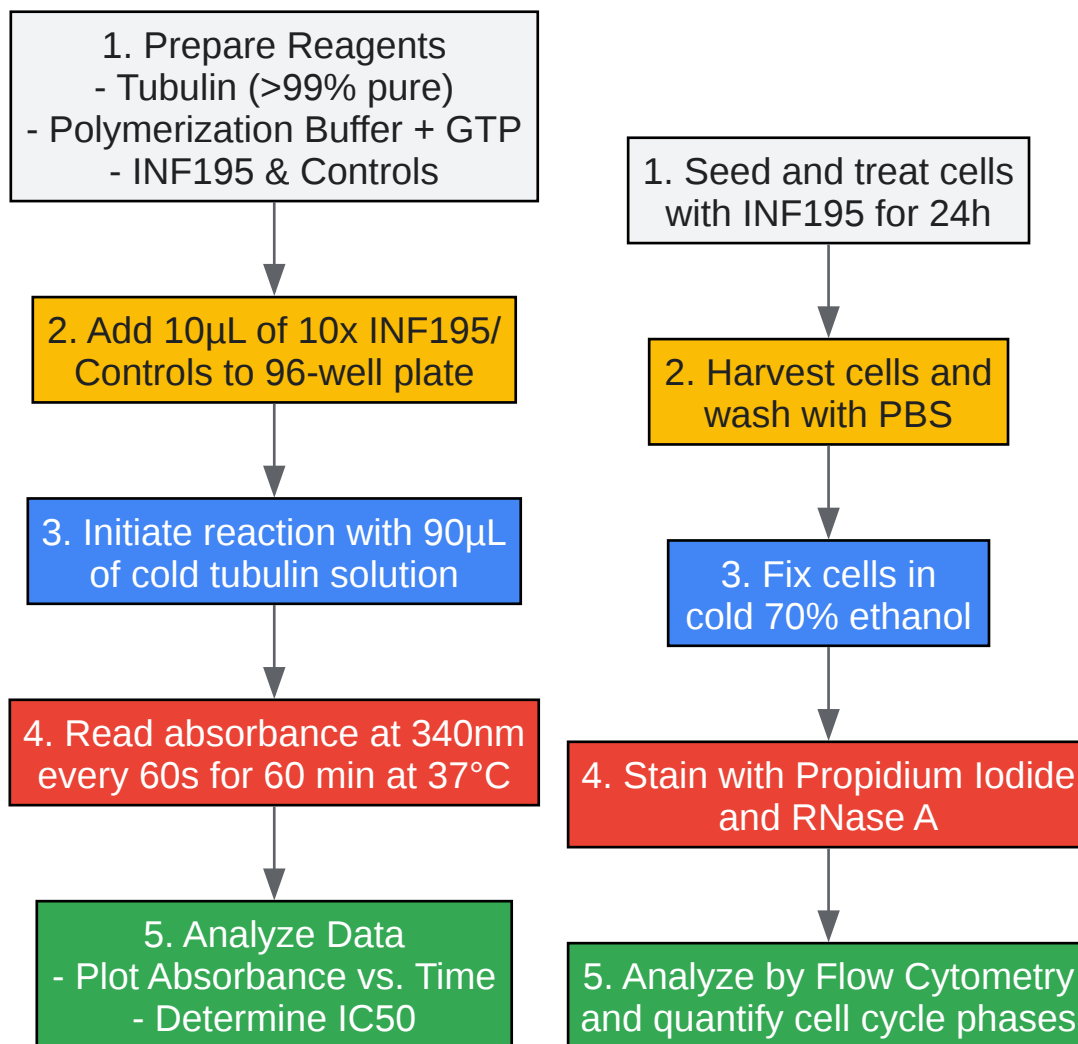 1. Prepare Reagents
- Tubulin (>99% pure)
- Polymerization Buffer + GTP
- INF195 & Controls
2. Add 10µL of 10x INF195/
Controls to 96-well plate
3. Initiate reaction with 90µL
of cold tubulin solution
4. Read absorbance at 340nm
every 60s for 60 min at 37°C
5. Analyze Data
- Plot Absorbance vs. Time
- Determine IC50
1. Seed and treat cells
with INF195 for 24h
2. Harvest cells and
wash with PBS
3. Fix cells in
cold 70% ethanol
4. Stain with Propidium Iodide
and RNase A
5. Analyze by Flow Cytometry
and quantify cell cycle phases